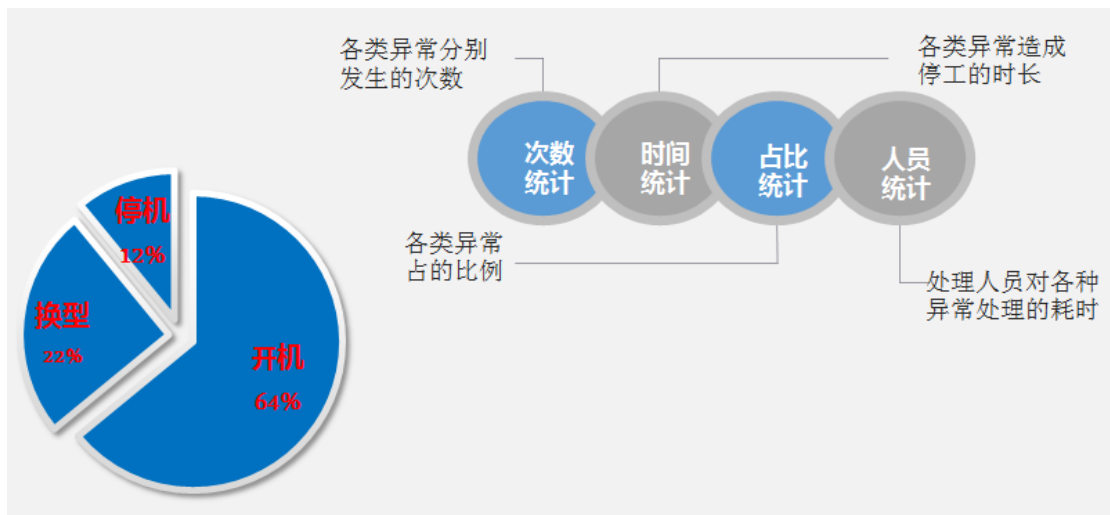 各类异常分别
发生的次数
各类异常造成
停工的时长
次数
统计
时间
统计
占比
统计
人员
统计
各类异常
占的比例
处理人员对各种
异常处理的耗时
停机
12%
换型
22%
开机
64%